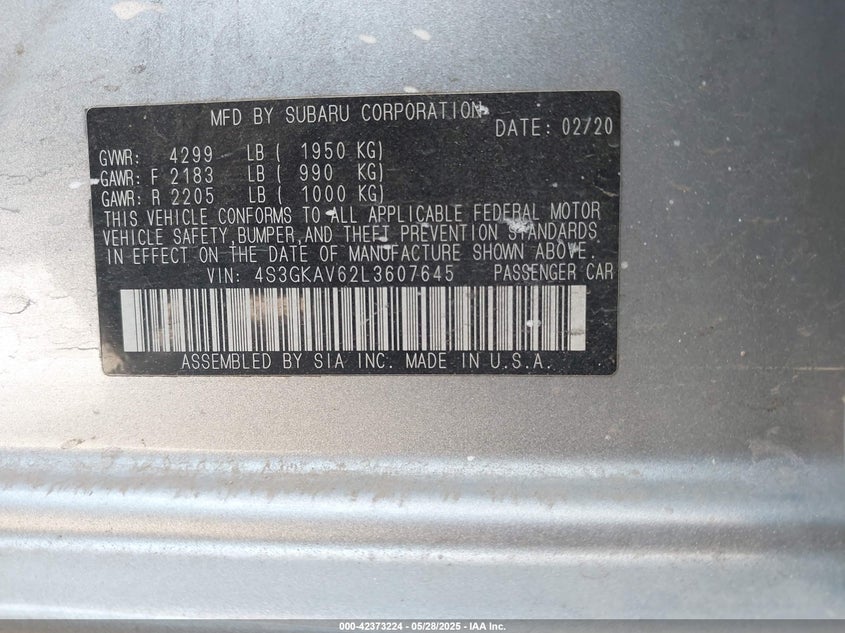 MFD BY SUBARU CORPORATION
DATE: 02/20
GVWR: 4299 LB ( 1950 KG)
GAWR: F 2183 LB ( 990 KG)
GAWR: R 2205 LB ( 1000 KG)
THIS VEHICLE CONFORMS TO ALL APPLICABLE FEDERAL MOTOR
VEHICLE SAFETY, BUMPER, AND THEFT PREVENTION STANDARDS
IN EFFECT ON THE DATE OF MANUFACTURE SHOWN ABOVE.
VIN: 4S3GKAV62L3607645 PASSENGER CAR
ASSEMBLED BY SIA INC. MADE IN U.S.A.
000-42373224 - 05/28/2025 - IAA Inc.